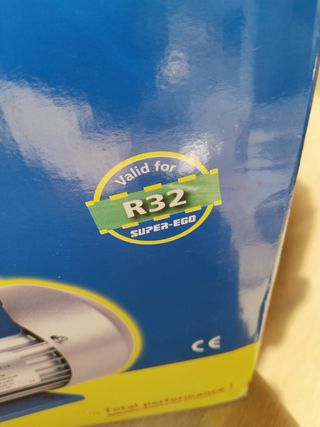 Valid for
R32
SUPER-EGO
CE
... Total performance !